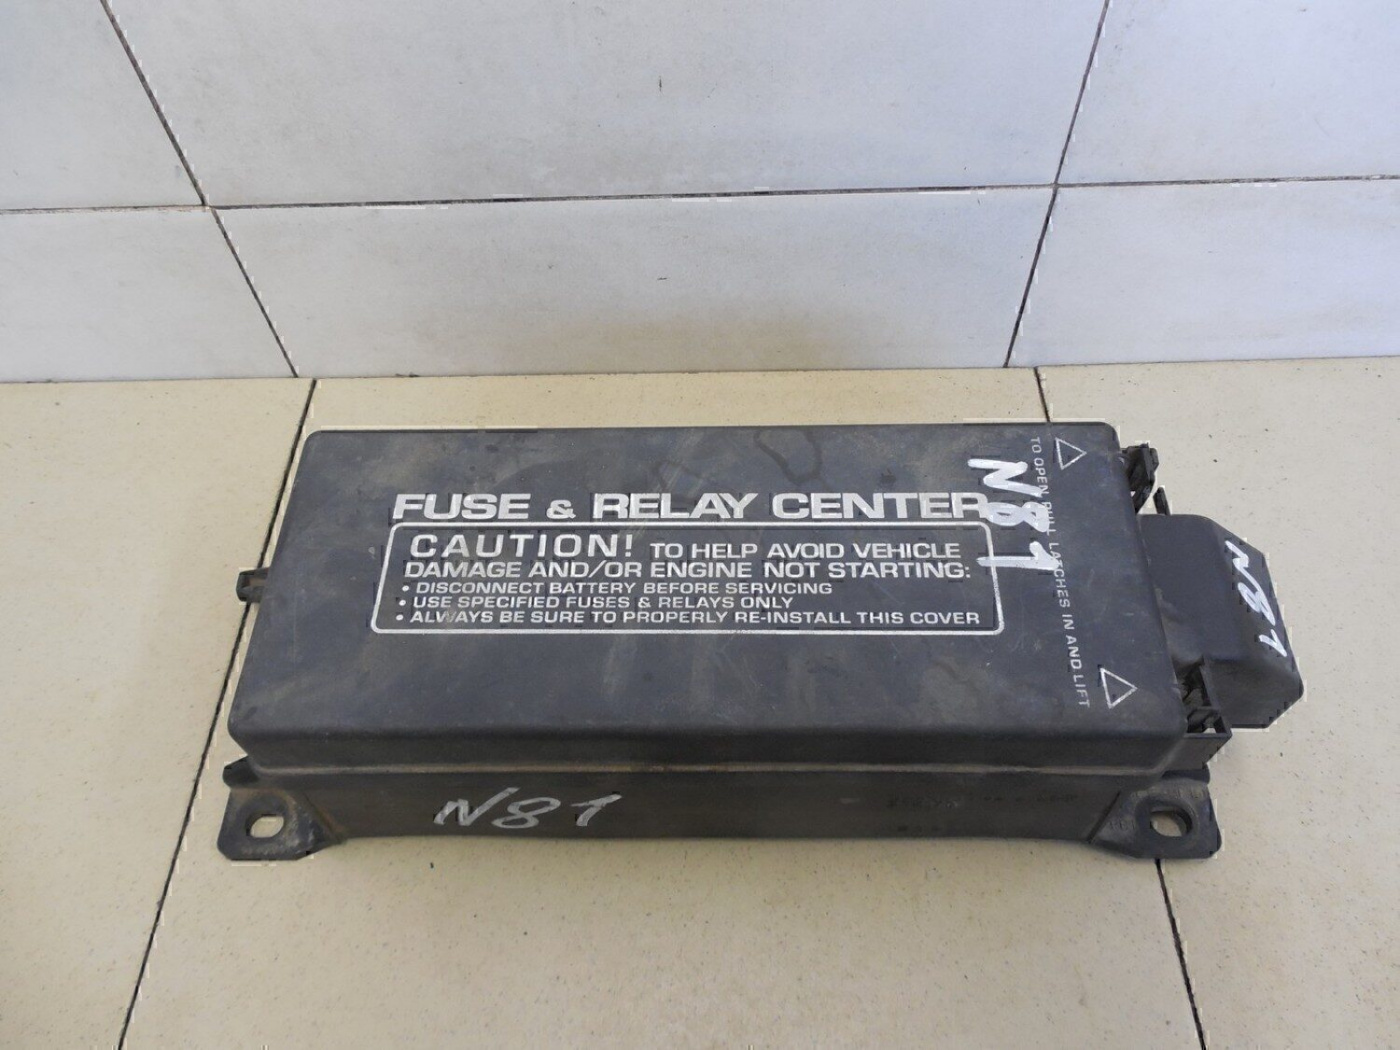 FUSE & RELAY CENTER
CAUTION! TO HELP AVOID VEHICLE
DAMAGE AND/OR ENGINE NOT STARTING:
• DISCONNECT BATTERY BEFORE SERVICING
• USE SPECIFIED FUSES & RELAYS ONLY
• ALWAYS BE SURE TO PROPERLY RE-INSTALL THIS COVER
TO OPEN PULL LATCHES IN AND LIFT
N81
N81
N81